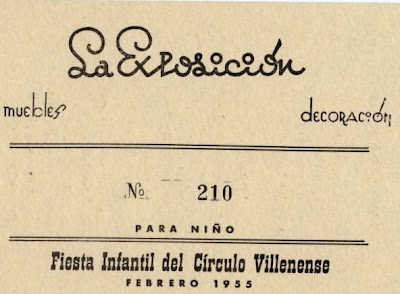 La Exposición
muebles decoración
No 210
PARA NIÑO
Fiesta Infantil del Círculo Villenense
FEBRERO 1955